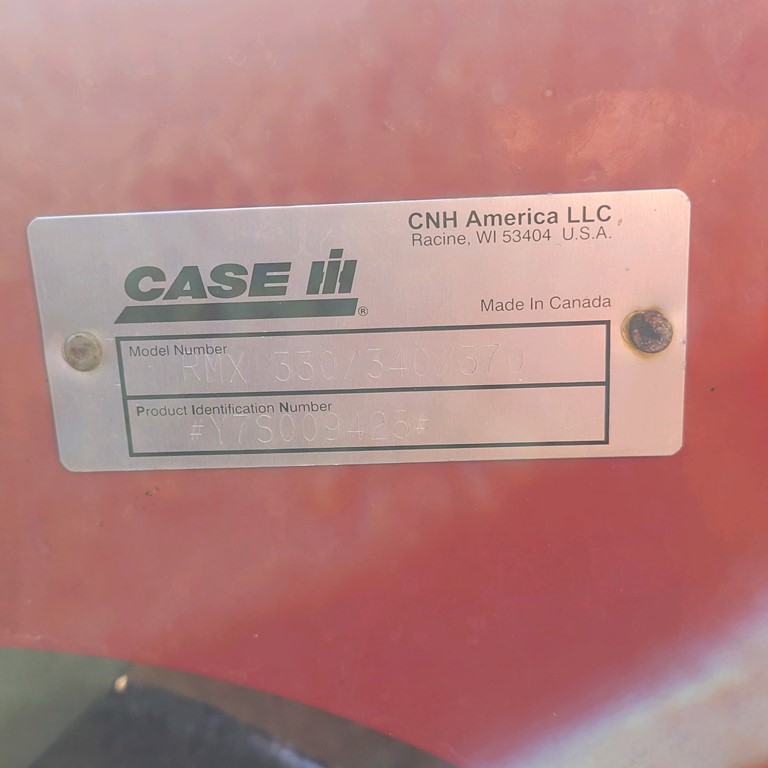 CNH America LLC
Racine, WI 53404 U.S.A.
CASE IH ®
Made In Canada
Model Number
RMX 330/340/370
Product Identification Number
#Y7S009425#